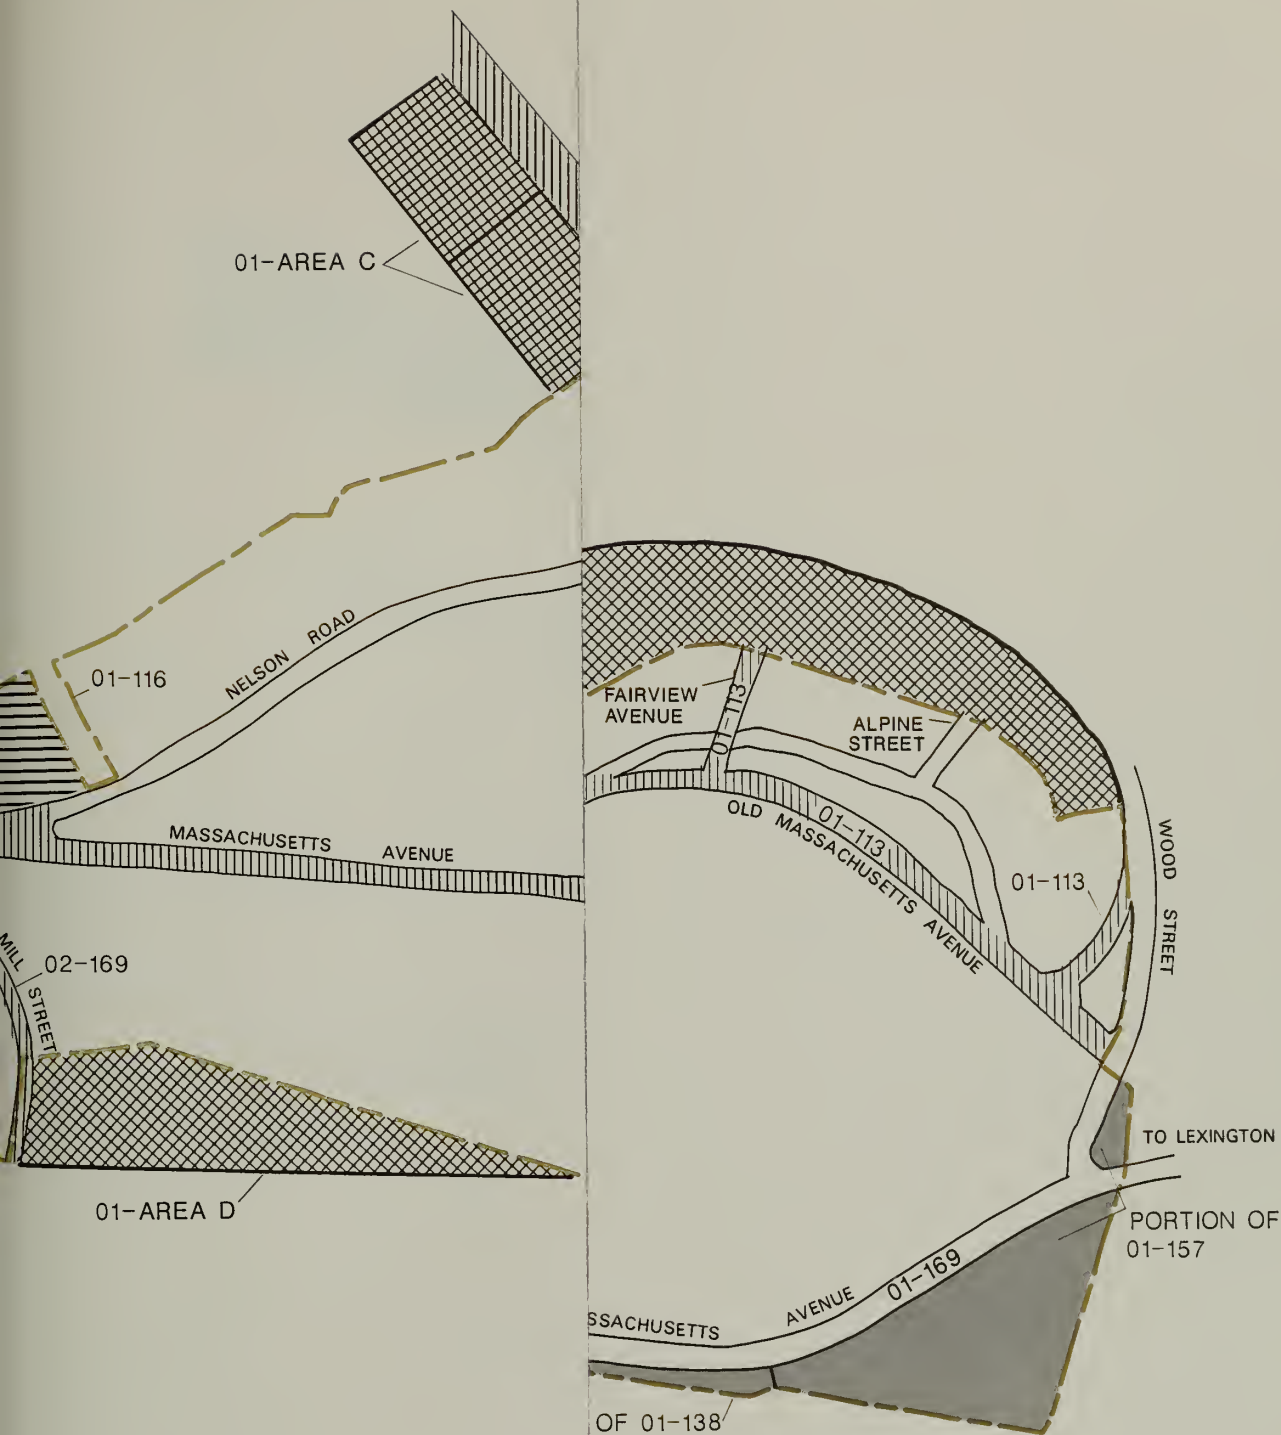 01-AREA C
01-116
NELSON ROAD
MASSACHUSETTS AVENUE
MILL STREET
02-169
01-AREA D
FAIRVIEW
AVENUE
01-113
ALPINE
STREET
OLD MASSACHUSETTS AVENUE
01-113
01-113
WOOD STREET
TO LEXINGTON
PORTION OF
01-157
SSACHUSETTS AVENUE
01-169
OF 01-138